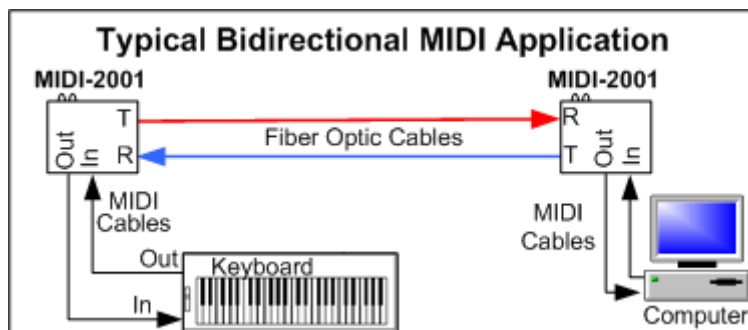 Typical Bidirectional MIDI Application
MIDI-2001
MIDI-2001
T
R
Fiber Optic Cables
R
T
Out
In
Out
In
MIDI
Cables
MIDI
Cables
Out
Keyboard
In
Computer